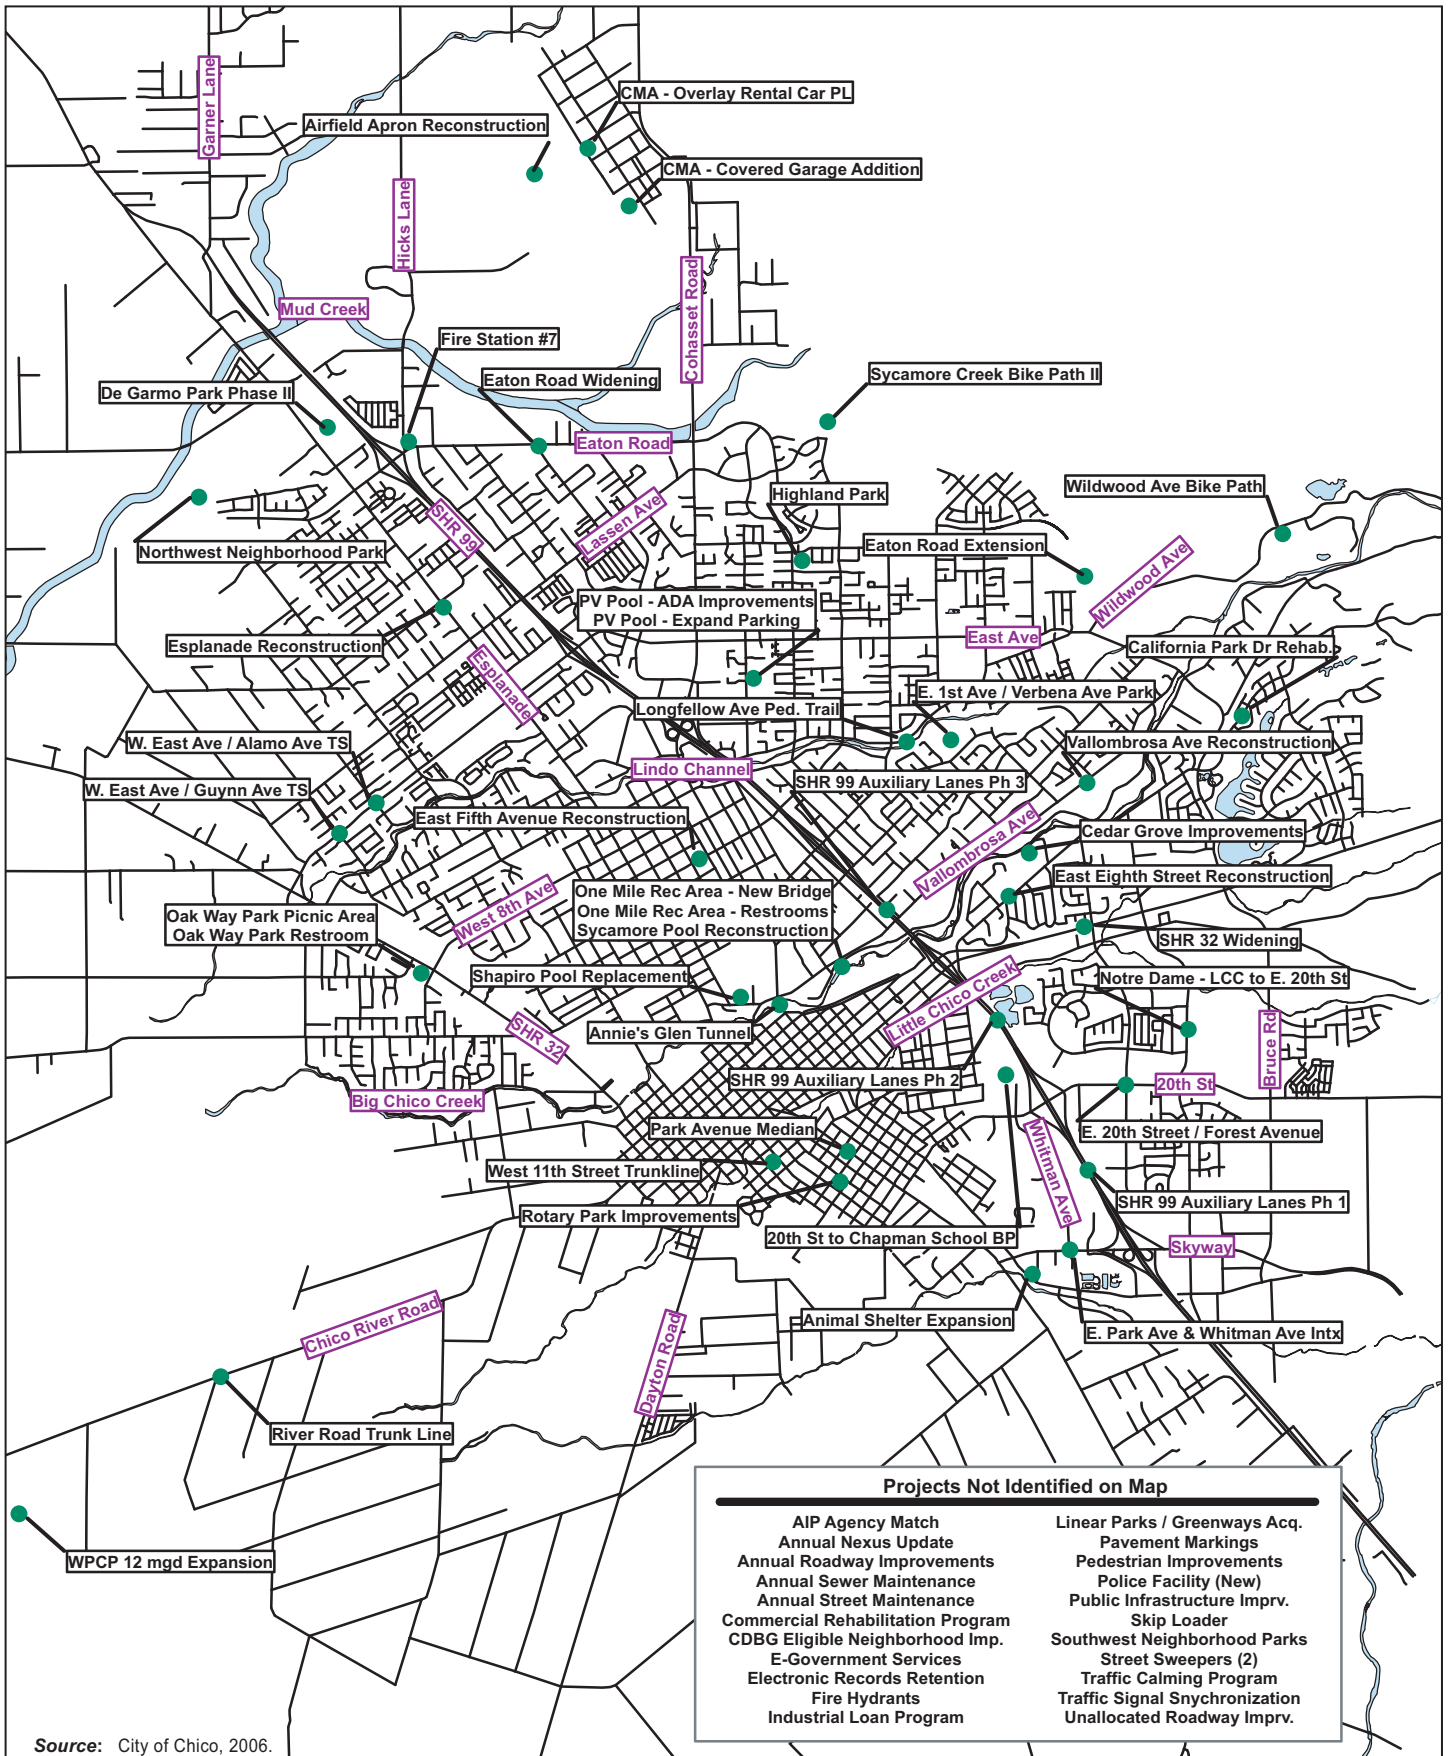 Garner Lane
CMA - Overlay Rental Car PL
Airfield Apron Reconstruction
CMA - Covered Garage Addition
Hicks Lane
Cohasset Road
Mud Creek
Fire Station #7
Eaton Road Widening
Sycamore Creek Bike Path II
De Garmo Park Phase II
Eaton Road
Highland Park
Wildwood Ave Bike Path
SHR 99
Lassen Ave
Northwest Neighborhood Park
Eaton Road Extension
Wildwood Ave
PV Pool - ADA Improvements
PV Pool - Expand Parking
East Ave
Esplanade Reconstruction
California Park Dr Rehab.
Esplanade
E. 1st Ave / Verbena Ave Park
Longfellow Ave Ped. Trail
W. East Ave / Alamo Ave TS
Vallombrosa Ave Reconstruction
Lindo Channel
SHR 99 Auxiliary Lanes Ph 3
W. East Ave / Guynn Ave TS
East Fifth Avenue Reconstruction
Vallombrosa Ave
Cedar Grove Improvements
East Eighth Street Reconstruction
One Mile Rec Area - New Bridge
One Mile Rec Area - Restrooms
Sycamore Pool Reconstruction
West 8th Ave
Oak Way Park Picnic Area
Oak Way Park Restroom
SHR 32 Widening
Shapiro Pool Replacement
Notre Dame - LCC to E. 20th St
Little Chico Creek
Annie's Glen Tunnel
SHR 32
Bruce Rd
SHR 99 Auxiliary Lanes Ph 2
20th St
Big Chico Creek
Park Avenue Median
E. 20th Street / Forest Avenue
West 11th Street Trunkline
Whitman Ave
SHR 99 Auxiliary Lanes Ph 1
Rotary Park Improvements
20th St to Chapman School BP
Skyway
Chico River Road
Animal Shelter Expansion
E. Park Ave & Whitman Ave Intx
Dayton Road
River Road Trunk Line
WPCP 12 mgd Expansion
Projects Not Identified on Map
AIP Agency Match
Annual Nexus Update
Annual Roadway Improvements
Annual Sewer Maintenance
Annual Street Maintenance
Commercial Rehabilitation Program
CDBG Eligible Neighborhood Imp.
E-Government Services
Electronic Records Retention
Fire Hydrants
Industrial Loan Program
Linear Parks / Greenways Acq.
Pavement Markings
Pedestrian Improvements
Police Facility (New)
Public Infrastructure Imprv.
Skip Loader
Southwest Neighborhood Parks
Street Sweepers (2)
Traffic Calming Program
Traffic Signal Snychronization
Unallocated Roadway Imprv.
Source: City of Chico, 2006.